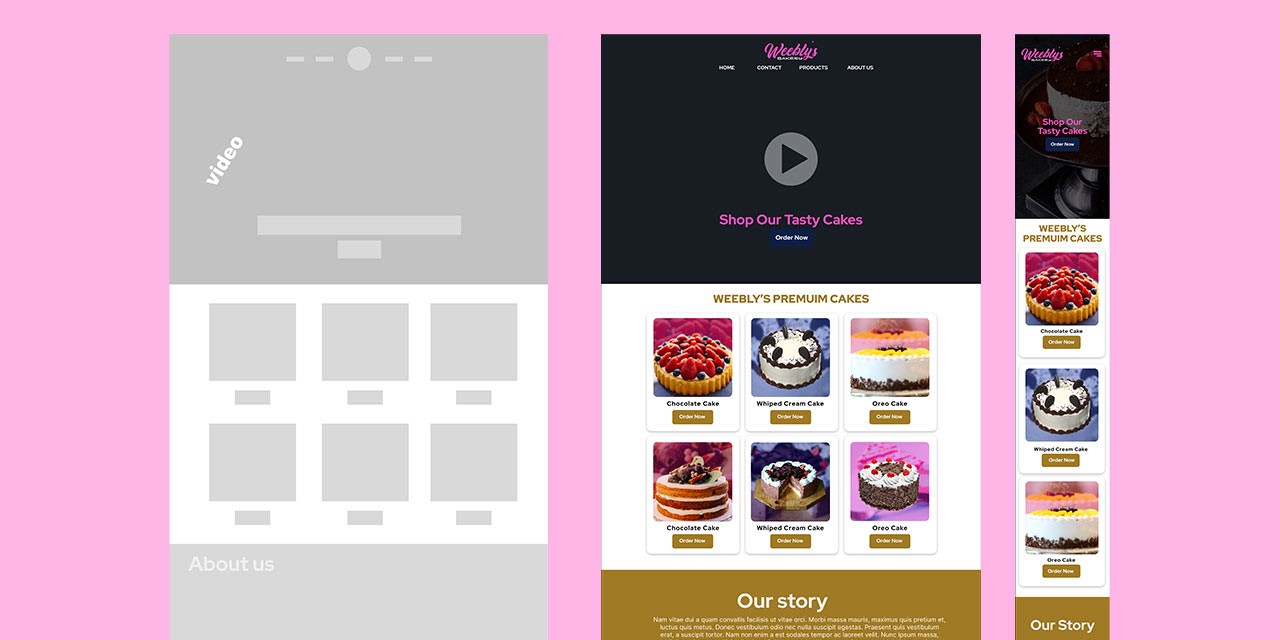 video
About us
Weebly's
BAKERY
HOME CONTACT PRODUCTS ABOUT US
Shop Our Tasty Cakes
Order Now
WEEBLY'S PREMUIM CAKES
Chocolate Cake
Order Now
Whiped Cream Cake
Order Now
Oreo Cake
Order Now
Chocolate Cake
Order Now
Whiped Cream Cake
Order Now
Oreo Cake
Order Now
Our story
Nam vitae dui a quam convallis facilisis ut vitae orci. Morbi massa mauris, maximus quis pretium et,
luctus quis metus. Donec vestibulum odio nec nulla suscipit egestas. Praesent quis vestibulum
erat, a suscipit tortor. Nam non enim a est sodales tempor ac laoreet velit. Nunc ipsum massa,
Weebly's
BAKERY
Shop Our
Tasty Cakes
Order Now
WEEBLY'S
PREMUIM CAKES
Chocolate Cake
Order Now
Whiped Cream Cake
Order Now
Oreo Cake
Order Now
Our Story